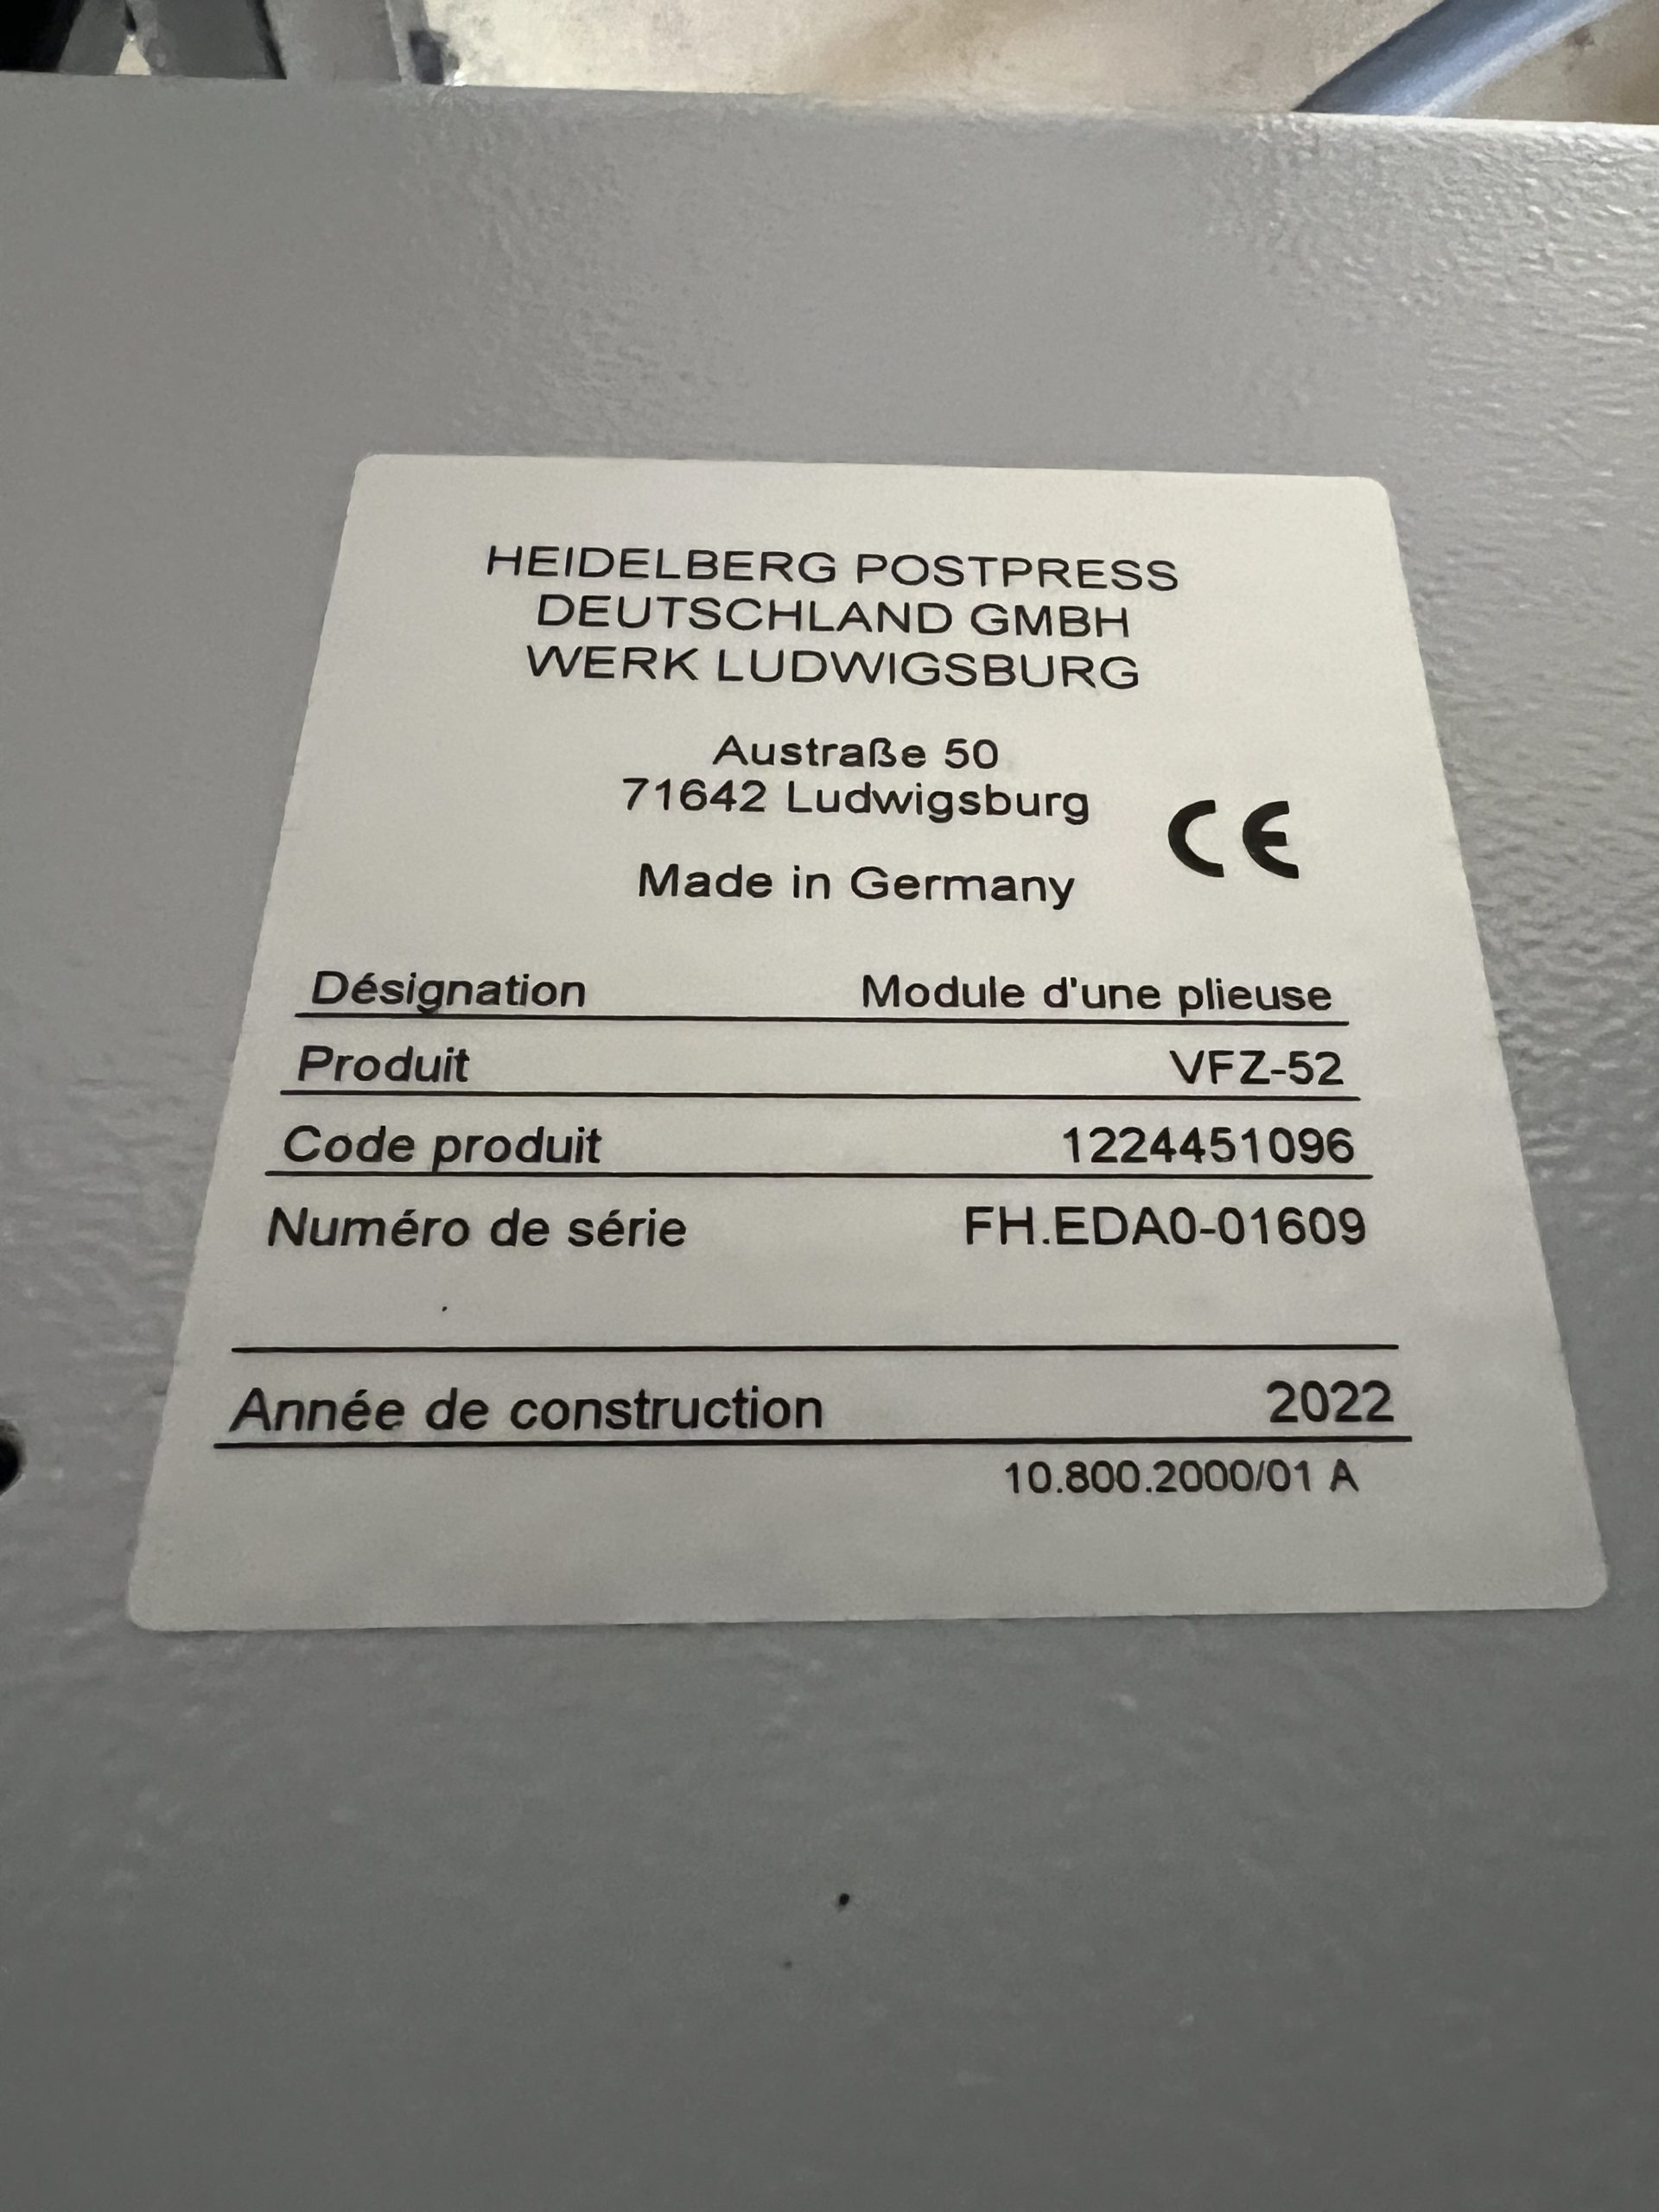 HEIDELBERG POSTPRESS
DEUTSCHLAND GMBH
WERK LUDWIGSBURG
Austraße 50
71642 Ludwigsburg
CE
Made in Germany
Désignation Module d'une plieuse
Produit VFZ-52
Code produit 1224451096
Numéro de série FH.EDA0-01609
Année de construction 2022
10.800.2000/01 A